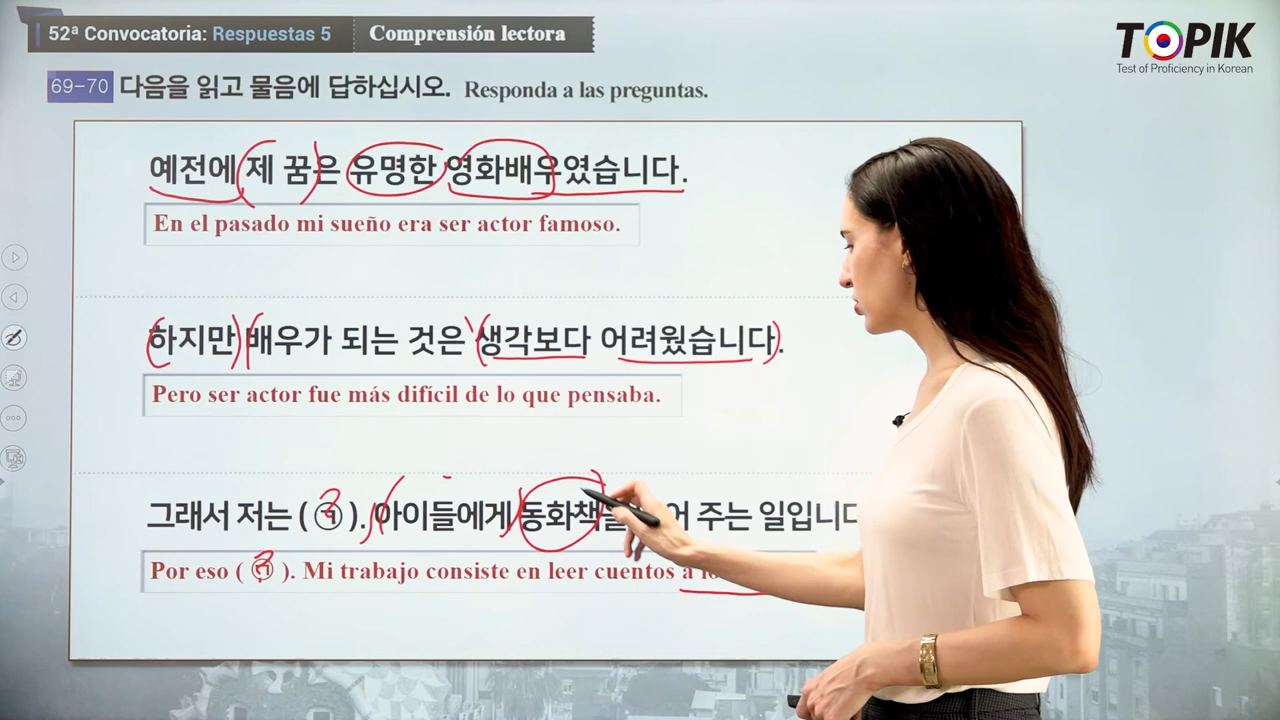 52ª Convocatoria: Respuestas 5 Comprensión lectora
TOPIK
Test of Proficiency in Korean
69-70 다음을 읽고 물음에 답하십시오. Responda a las preguntas.
예전에 제 꿈은 유명한 영화배우였습니다.
En el pasado mi sueño era ser actor famoso.
하지만 배우가 되는 것은 생각보다 어려웠습니다.
Pero ser actor fue más difícil de lo que pensaba.
그래서 저는 ( ㉠ ). 아이들에게 동화책 주는 일입니다
Por eso ( ㉠ ). Mi trabajo consiste en leer cuentos a